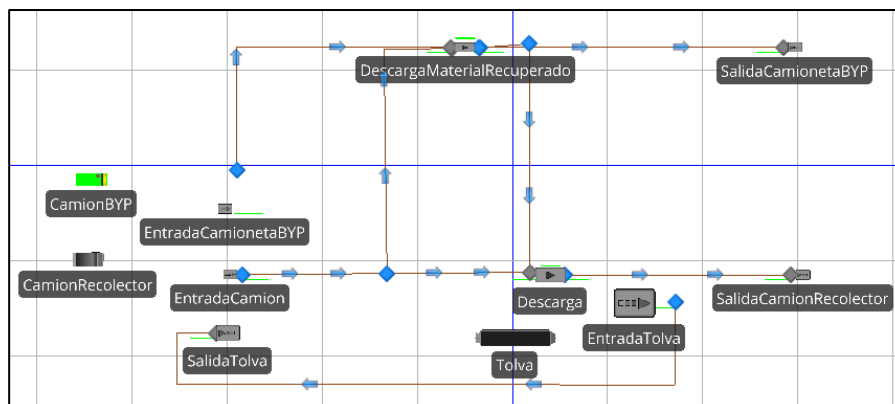 DescargaMaterialRecuperado
SalidaCamionetaBYP
CamionBYP
EntradaCamionetaBYP
CamionRecolector
EntradaCamion
Descarga
SalidaCamionRecolector
EntradaTolva
SalidaTolva
Tolva